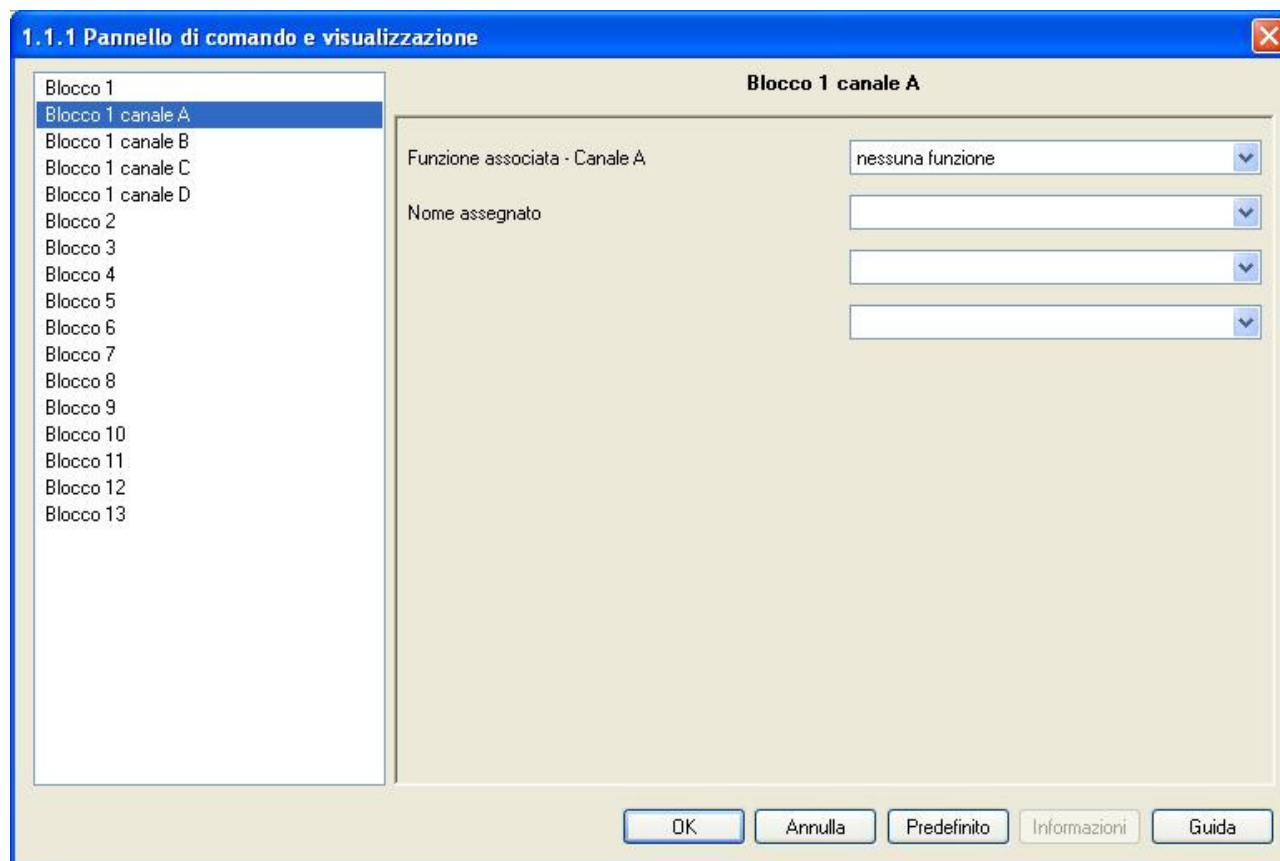 1.1.1 Pannello di comando e visualizzazione
Blocco 1
Blocco 1 canale A
Blocco 1 canale B
Blocco 1 canale C
Blocco 1 canale D
Blocco 2
Blocco 3
Blocco 4
Blocco 5
Blocco 6
Blocco 7
Blocco 8
Blocco 9
Blocco 10
Blocco 11
Blocco 12
Blocco 13
Blocco 1 canale A
Funzione associata - Canale A
nessuna funzione
Nome assegnato
OK
Annulla
Predefinito
Informazioni
Guida